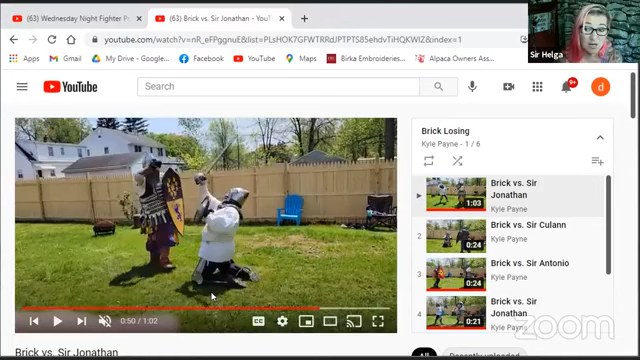 (63) Wednesday Night Fighter P
(63) Brick vs. Sir Jonathan - YouT
youtube.com/watch?v=nR_eFPggnuE&list=PLsHOK7GFWTRRdJPTPTS85ehdvTiHQKWIZ&index=1
Apps
Gmail
My Drive - Google...
Facebook
YouTube
Maps
Birka Embroideries...
Alpaca Owners Ass...
Sir Helga
YouTube
Search
9+
d
Brick Losing
Kyle Payne - 1 / 6
Brick vs. Sir
Jonathan
Kyle Payne
1:03
2
Brick vs. Sir Culann
Kyle Payne
0:24
3
Brick vs. Sir Antonio
Kyle Payne
0:24
4
Brick vs. Sir
Jonathan
Kyle Payne
0:21
0:50 / 1:02
CC
zoom
Brick vs. Sir Jonathan
All
Recently uploaded